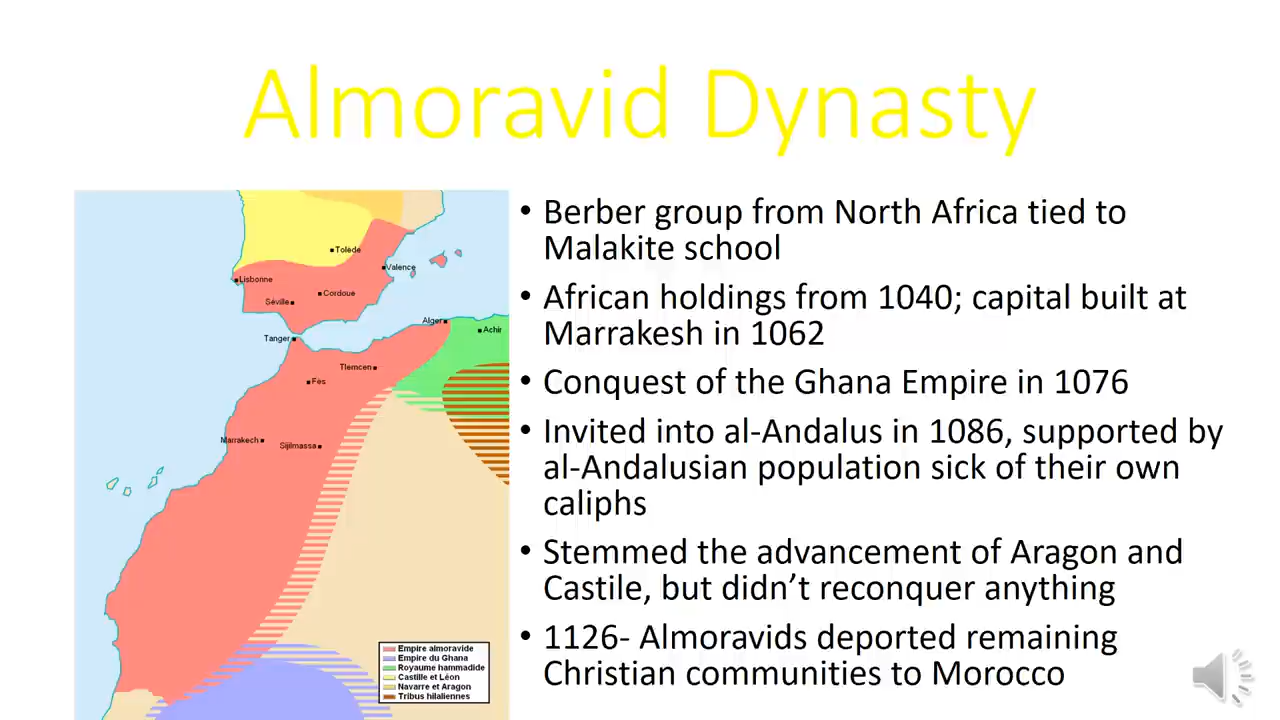 Almoravid Dynasty
• Berber group from North Africa tied to
Malakite school
• African holdings from 1040; capital built at
Marrakesh in 1062
• Conquest of the Ghana Empire in 1076
• Invited into al-Andalus in 1086, supported by
al-Andalusian population sick of their own
caliphs
• Stemmed the advancement of Aragon and
Castile, but didn’t reconquer anything
• 1126- Almoravids deported remaining
Christian communities to Morocco
Tolède
Valence
Lisbonne
Cordoue
Séville
Alger
Achir
Tanger
Tlemcen
Fès
Marrakech
Sijilmassa
Empire almoravide
Empire du Ghana
Royaume hammadide
Castille et Léon
Navarre et Aragon
Tribus hilaliennes